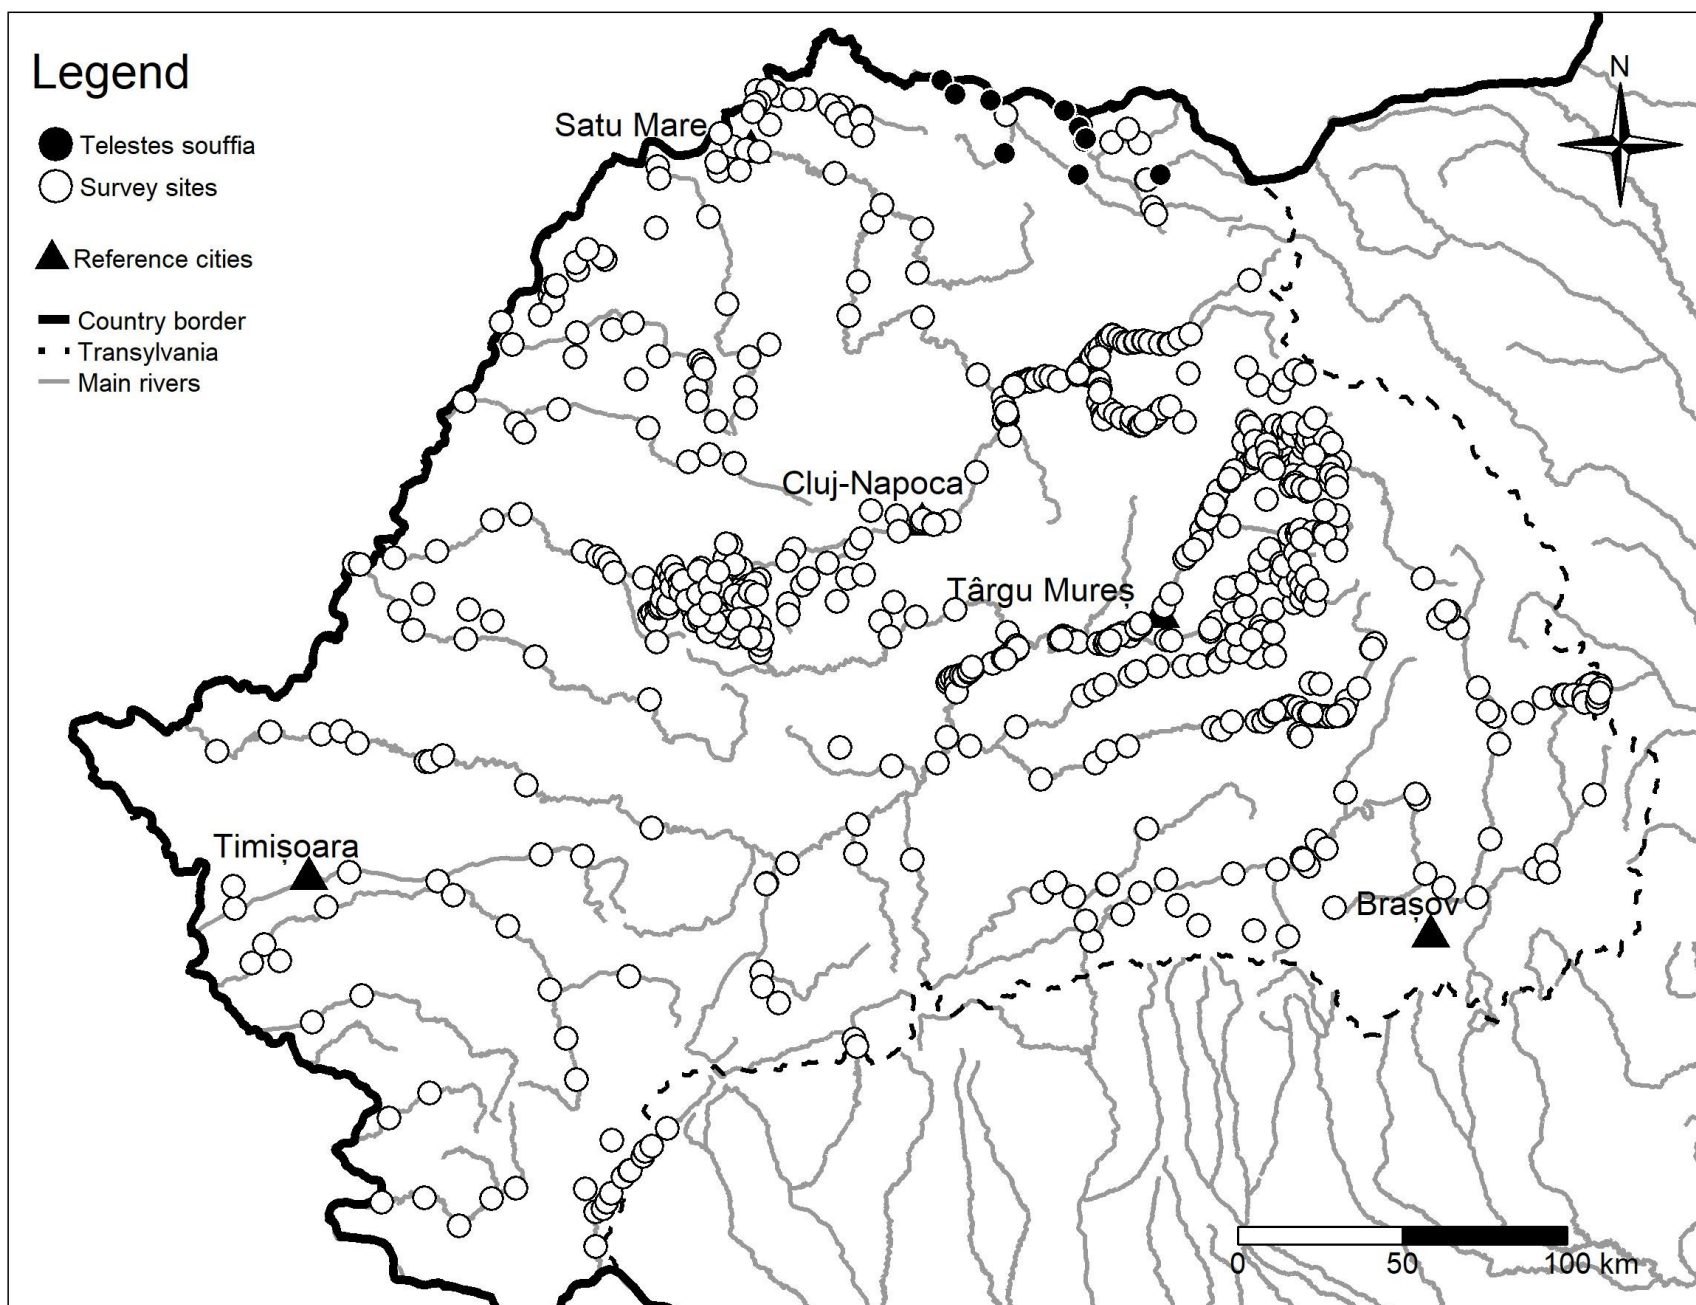 Legend
Telestes souffia
Survey sites
Reference cities
Country border
Transylvania
Main rivers
N
Satu Mare
Cluj-Napoca
Târgu Mureș
Timișoara
Brașov
0 50 100 km